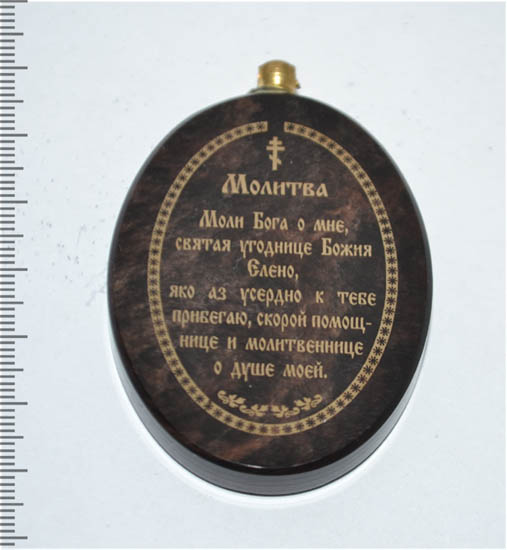 Молитва
Моли Бога о мне,
святая угоднице Божия
Елено,
яко аз усердно к тебе
прибегаю, скорой помощ-
нице и молитвеннице
о душе моей.